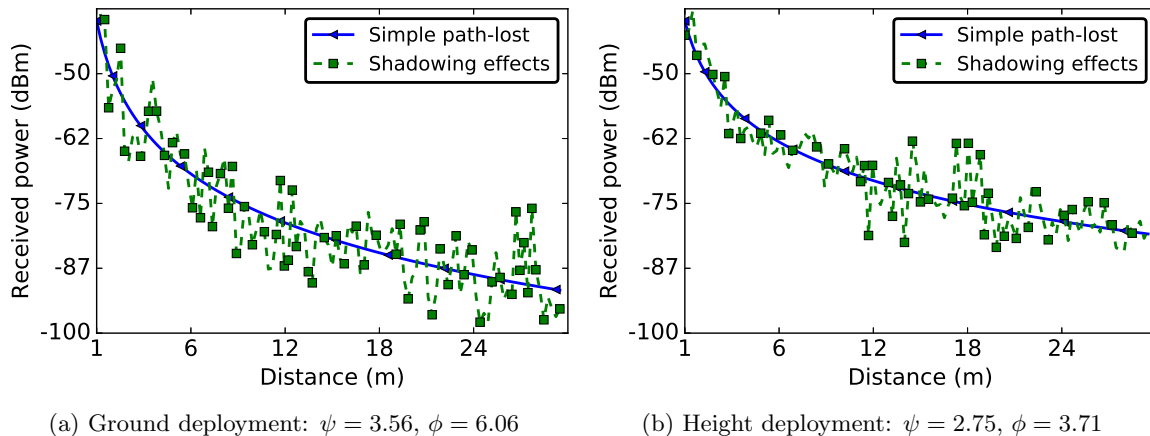 Simple path-lost
Shadowing effects
Received power (dBm)
-50
-62
-75
-87
-100
1
6
12
18
24
Distance (m)
(a) Ground deployment: ψ = 3.56, ϕ = 6.06
Simple path-lost
Shadowing effects
Received power (dBm)
-50
-62
-75
-87
-100
1
6
12
18
24
Distance (m)
(b) Height deployment: ψ = 2.75, ϕ = 3.71